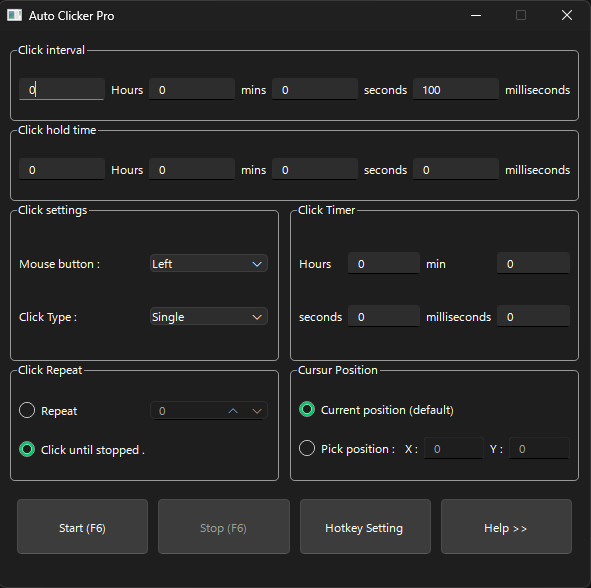 Auto Clicker Pro
Click interval
0 Hours 0 mins 0 seconds 100 milliseconds
Click hold time
0 Hours 0 mins 0 seconds 0 milliseconds
Click settings
Mouse button : Left
Click Type : Single
Click Timer
Hours 0 min 0
seconds 0 milliseconds 0
Click Repeat
Repeat 0
Click until stopped .
Cursur Position
Current position (default)
Pick position : X : 0 Y : 0
Start (F6) Stop (F6) Hotkey Setting Help >>